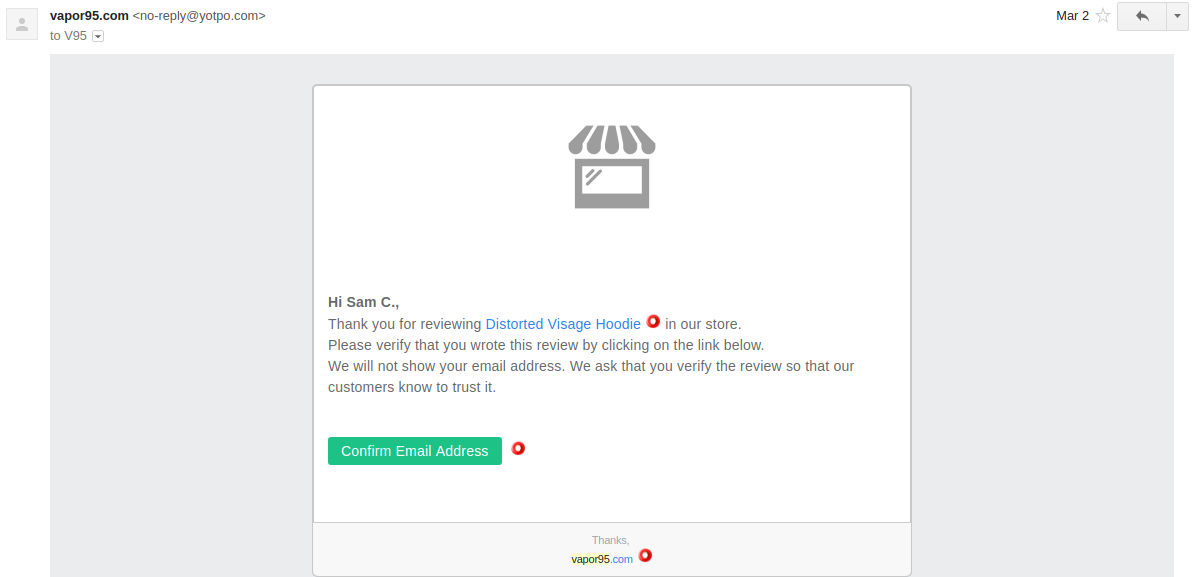 vapor95.com <no-reply@yotpo.com>
Mar 2
to V95
Hi Sam C.,
Thank you for reviewing Distorted Visage Hoodie in our store.
Please verify that you wrote this review by clicking on the link below.
We will not show your email address. We ask that you verify the review so that our
customers know to trust it.
Confirm Email Address
Thanks,
vapor95.com